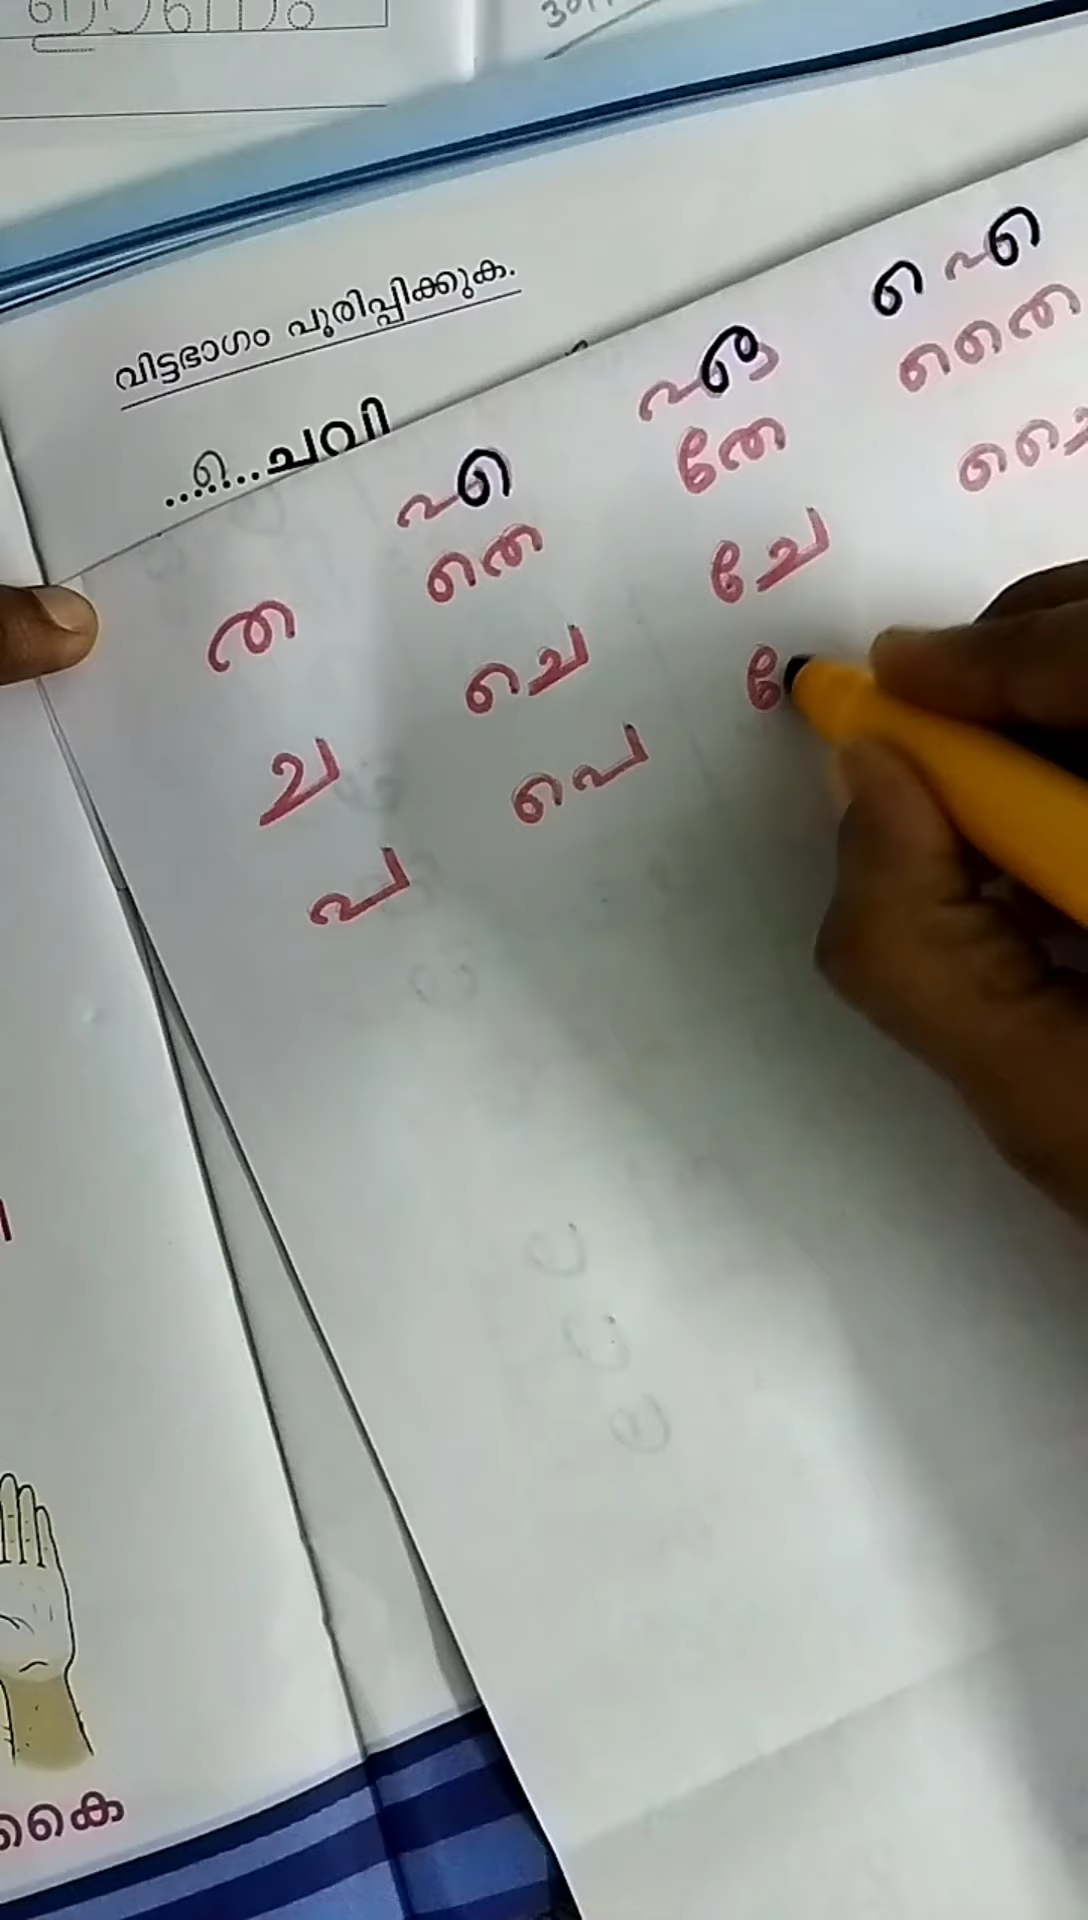 വിട്ടഭാഗം പൂരിപ്പിക്കുക.
..െ.....ചവി
എ ഏ ഐ
ത തെ തേ തൈ
ച ചെ ചേ ചൈ
പ പെ േ
കൈ